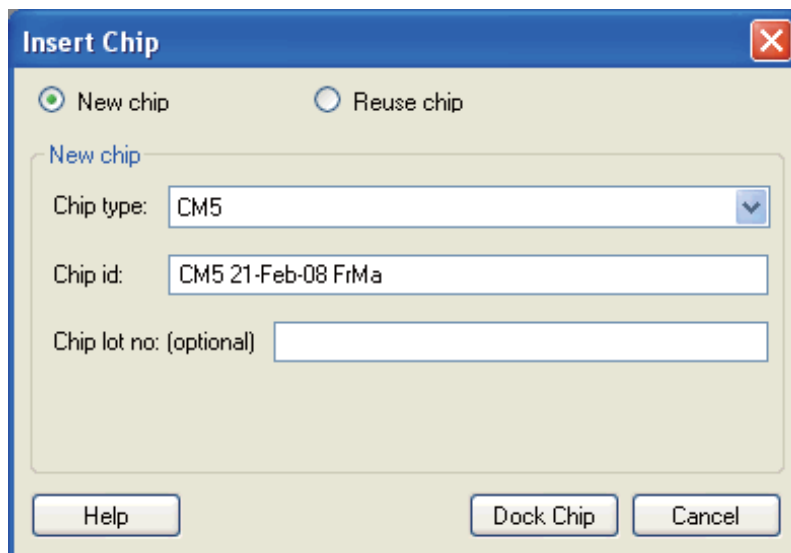 Insert Chip
New chip
Reuse chip
New chip
Chip type: CM5
Chip id: CM5 21-Feb-08 FrMa
Chip lot no: (optional)
Help
Dock Chip
Cancel